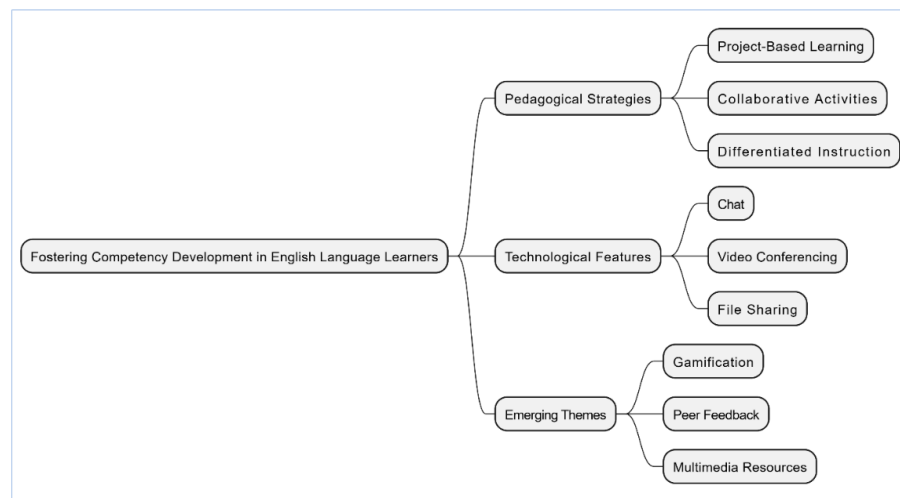 Fostering Competency Development in English Language Learners
Pedagogical Strategies
Project-Based Learning
Collaborative Activities
Differentiated Instruction
Technological Features
Chat
Video Conferencing
File Sharing
Emerging Themes
Gamification
Peer Feedback
Multimedia Resources